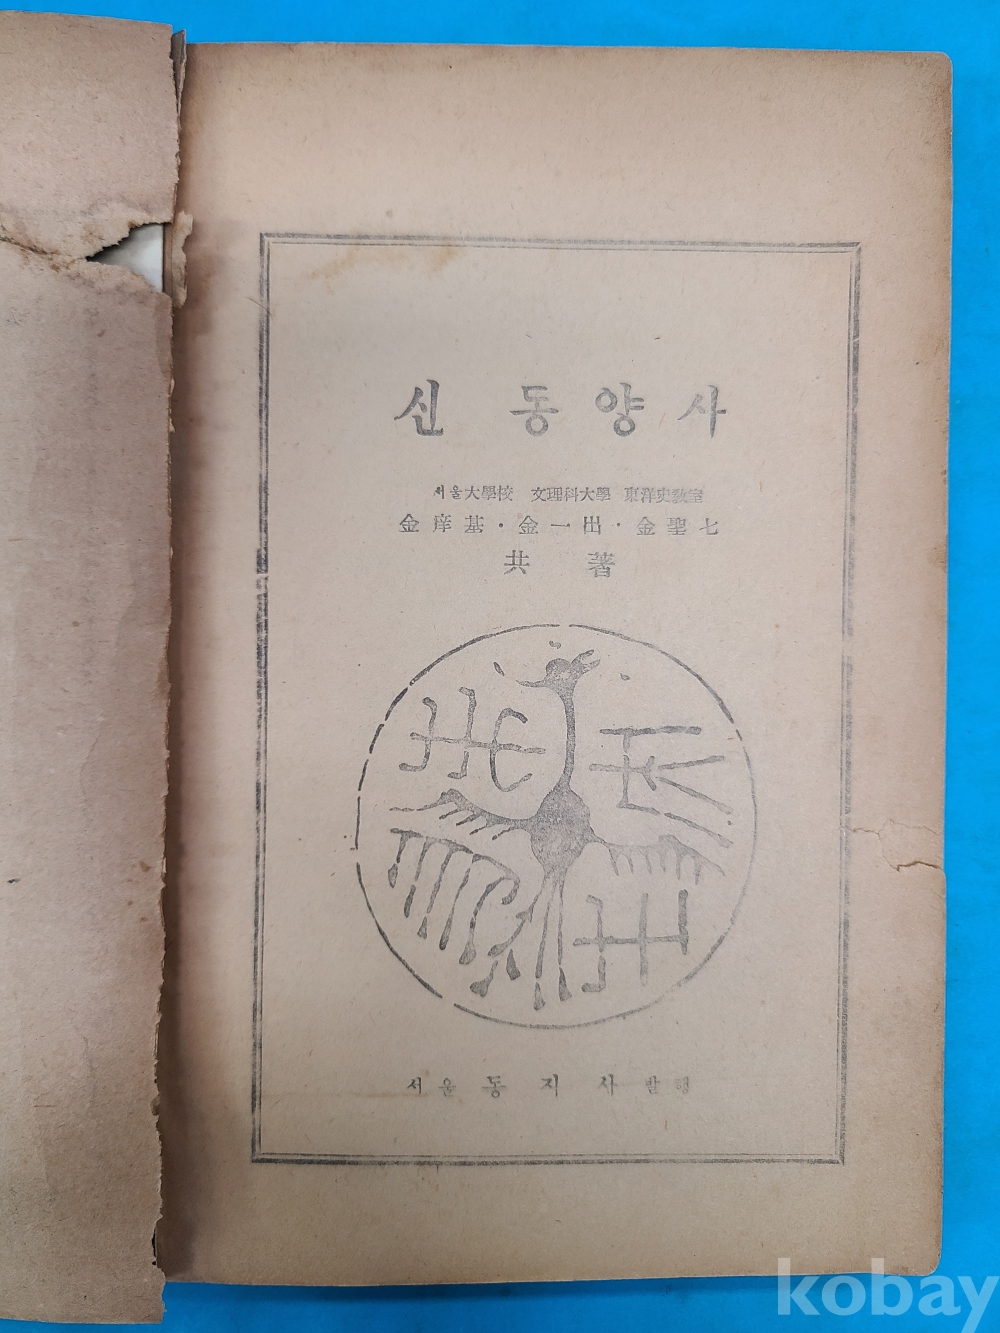 신 동양사
서울大學校 文理科大學 東洋史敎室
金庠基 · 金一出 · 金聖七
共 著
서울 동지사 발행
kobay